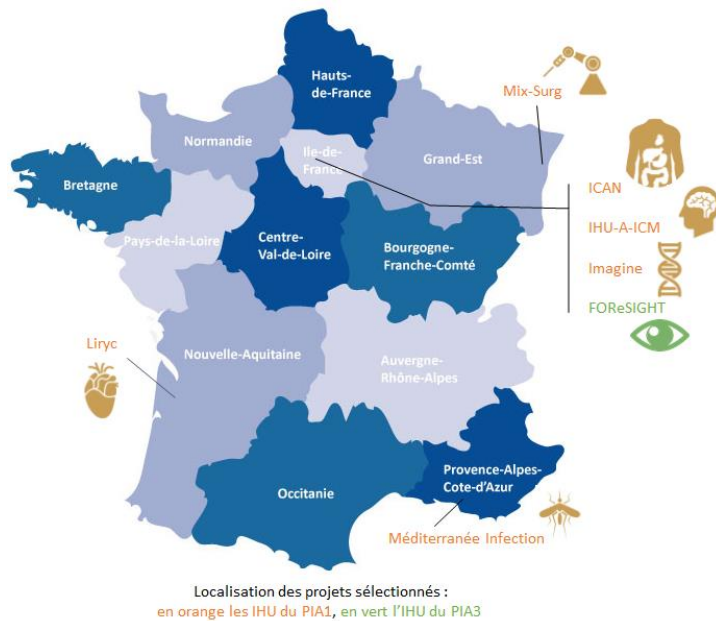 Hauts-
de-France
Mix-Surg
Normandie
Ile-de-
France
Grand-Est
Bretagne
ICAN
IHU-A-ICM
Pays-de-la-Loire
Centre-
Val-de-Loire
Bourgogne-
Franche-Comté
Imagine
FOReSIGHT
Liryc
Nouvelle-Aquitaine
Auvergne-
Rhône-Alpes
Provence-Alpes-
Cote-d'Azur
Occitanie
Méditerranée Infection
Localisation des projets sélectionnés :
en orange les IHU du PIA1, en vert l'IHU du PIA3